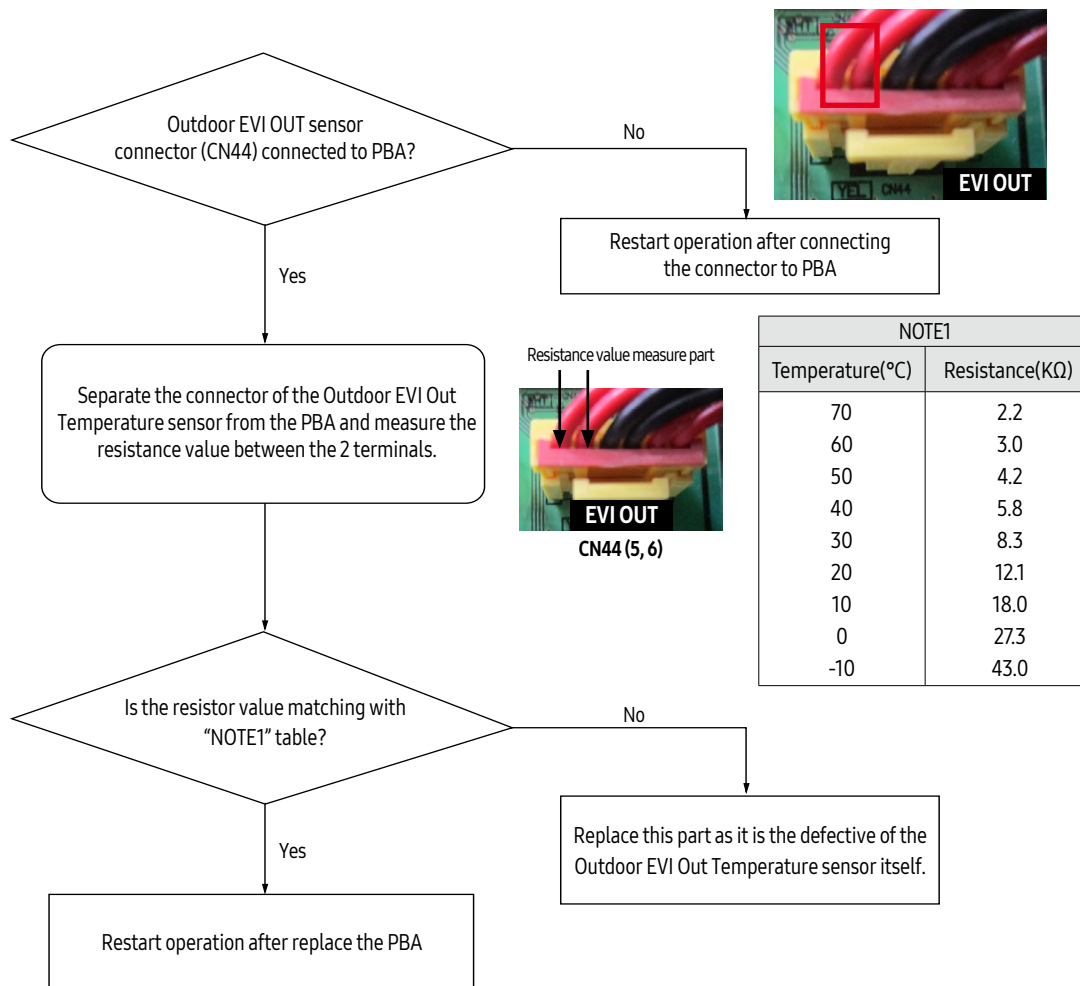 Outdoor EVI OUT sensor
connector (CN44) connected to PBA?
No
YEL CN44
EVI OUT
Restart operation after connecting
the connector to PBA
Yes
Separate the connector of the Outdoor EVI Out
Temperature sensor from the PBA and measure the
resistance value between the 2 terminals.
Resistance value measure part
EVI OUT
CN44 (5, 6)
NOTE1
Temperature(°C) Resistance(KΩ)
70 2.2
60 3.0
50 4.2
40 5.8
30 8.3
20 12.1
10 18.0
0 27.3
-10 43.0
Is the resistor value matching with
“NOTE1” table?
No
Replace this part as it is the defective of the
Outdoor EVI Out Temperature sensor itself.
Yes
Restart operation after replace the PBA